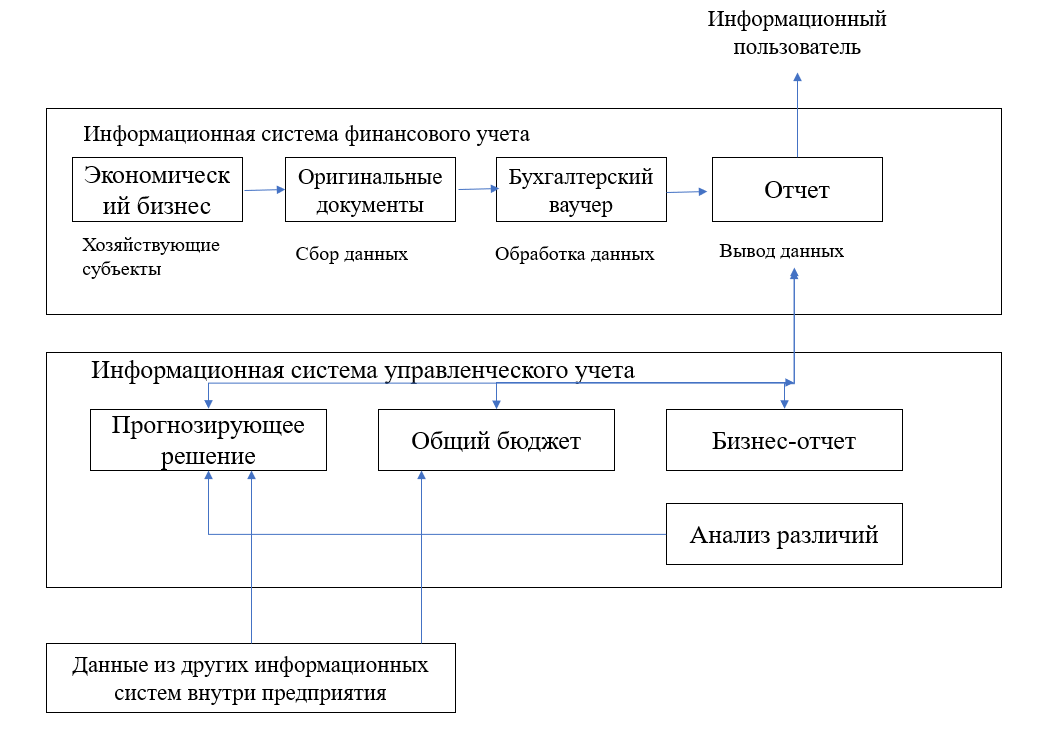 Информационный
пользователь
Информационная система финансового учета
Экономическ
ий бизнес
Оригинальные
документы
Бухгалтерский
ваучер
Отчет
Хозяйствующие
субъекты
Сбор данных
Обработка данных
Вывод данных
Информационная система управленческого учета
Прогнозирующее
решение
Общий бюджет
Бизнес-отчет
Анализ различий
Данные из других информационных
систем внутри предприятия